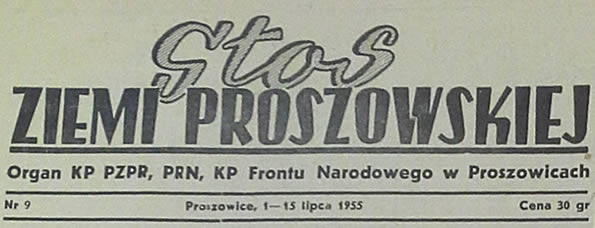 Głos
ZIEMI PROSZOWSKIEJ
Organ KP PZPR, PRN, KP Frontu Narodowego w Proszowicach
Nr 9 Proszowice, 1—15 lipca 1955 Cena 30 gr